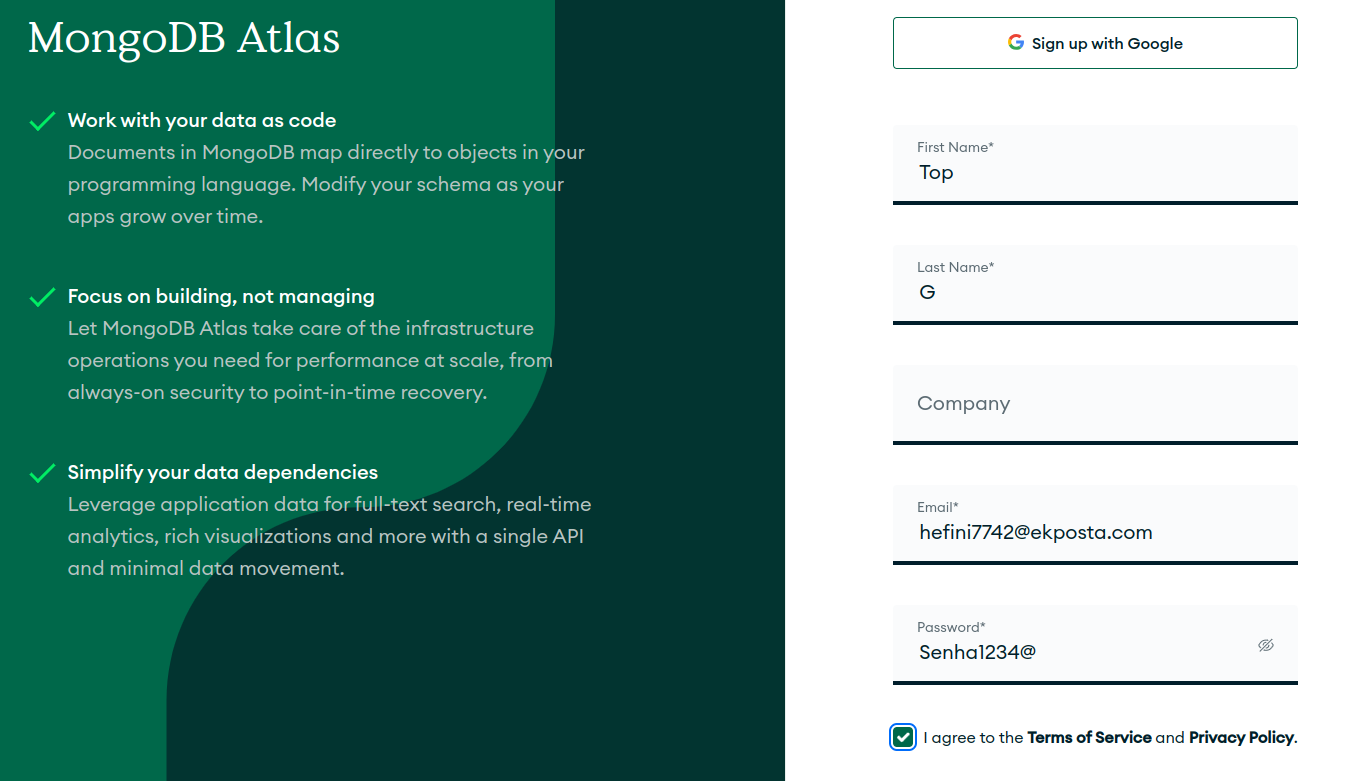 MongoDB Atlas
Work with your data as code
Documents in MongoDB map directly to objects in your
programming language. Modify your schema as your
apps grow over time.
Focus on building, not managing
Let MongoDB Atlas take care of the infrastructure
operations you need for performance at scale, from
always-on security to point-in-time recovery.
Simplify your data dependencies
Leverage application data for full-text search, real-time
analytics, rich visualizations and more with a single API
and minimal data movement.
Sign up with Google
First Name*
Top
Last Name*
G
Company
Email*
hefini7742@ekposta.com
Password*
Senha1234@
I agree to the Terms of Service and Privacy Policy.